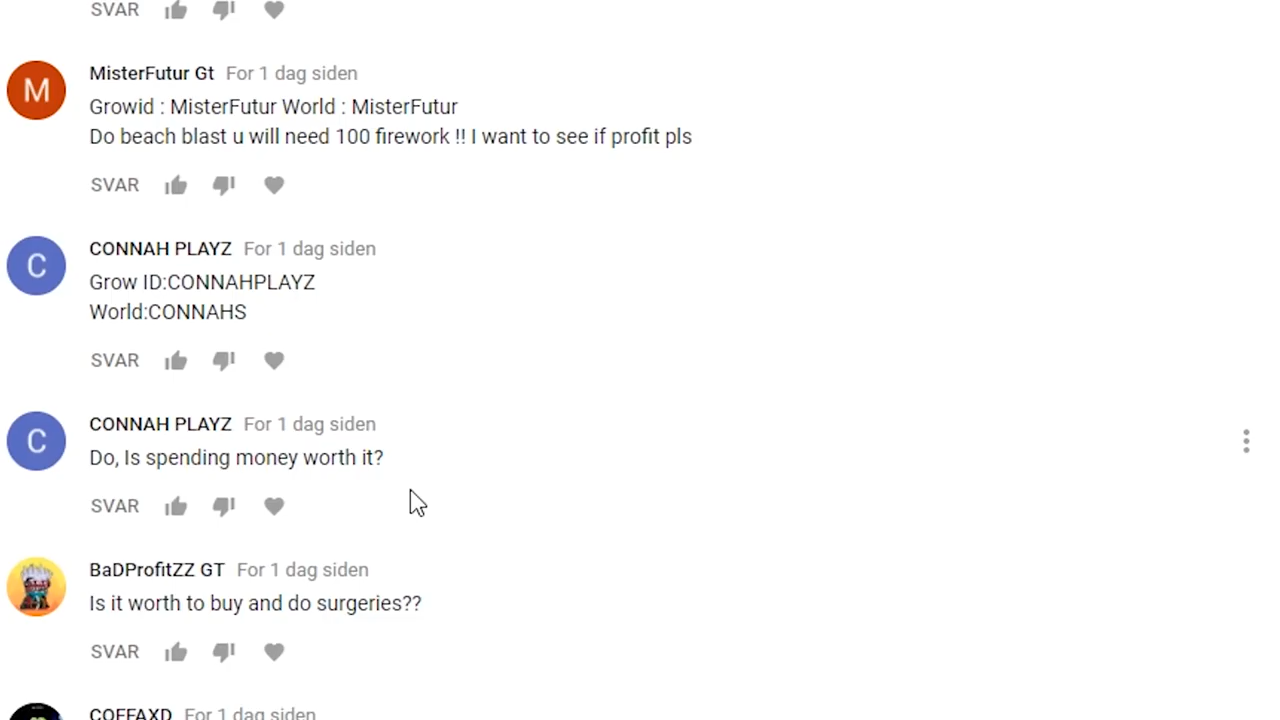 SVAR
MisterFutur Gt For 1 dag siden
M
Growid : MisterFutur World : MisterFutur
Do beach blast u will need 100 firework !! I want to see if profit pls
SVAR
CONNAH PLAYZ For 1 dag siden
C
Grow ID:CONNAHPLAYZ
World:CONNAHS
SVAR
CONNAH PLAYZ For 1 dag siden
C
Do, Is spending money worth it?
SVAR
BaDProfitZZ GT For 1 dag siden
Is it worth to buy and do surgeries??
SVAR
COFFAXD For 1 dag siden